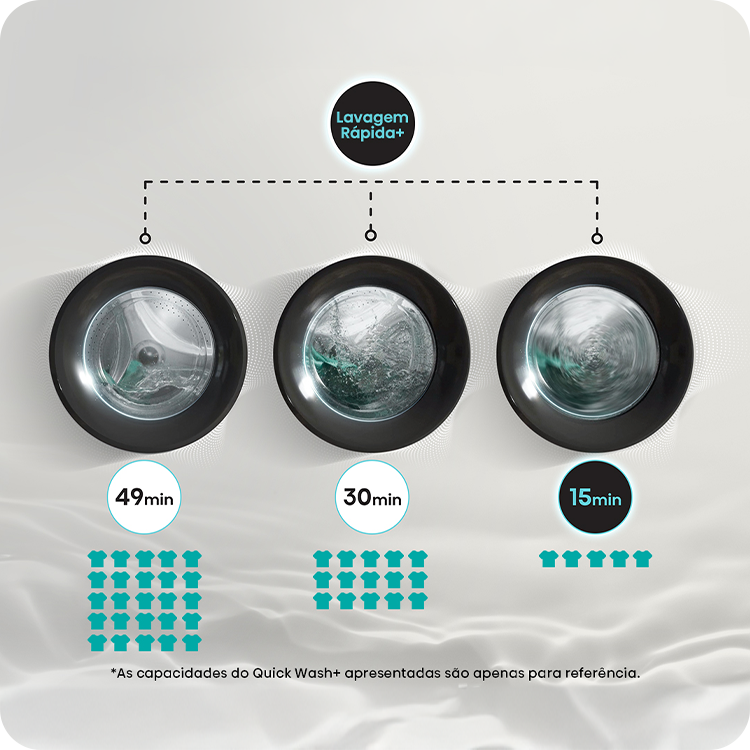 Lavagem
Rápida+
49min
30min
15min
*As capacidades do Quick Wash+ apresentadas são apenas para referência.